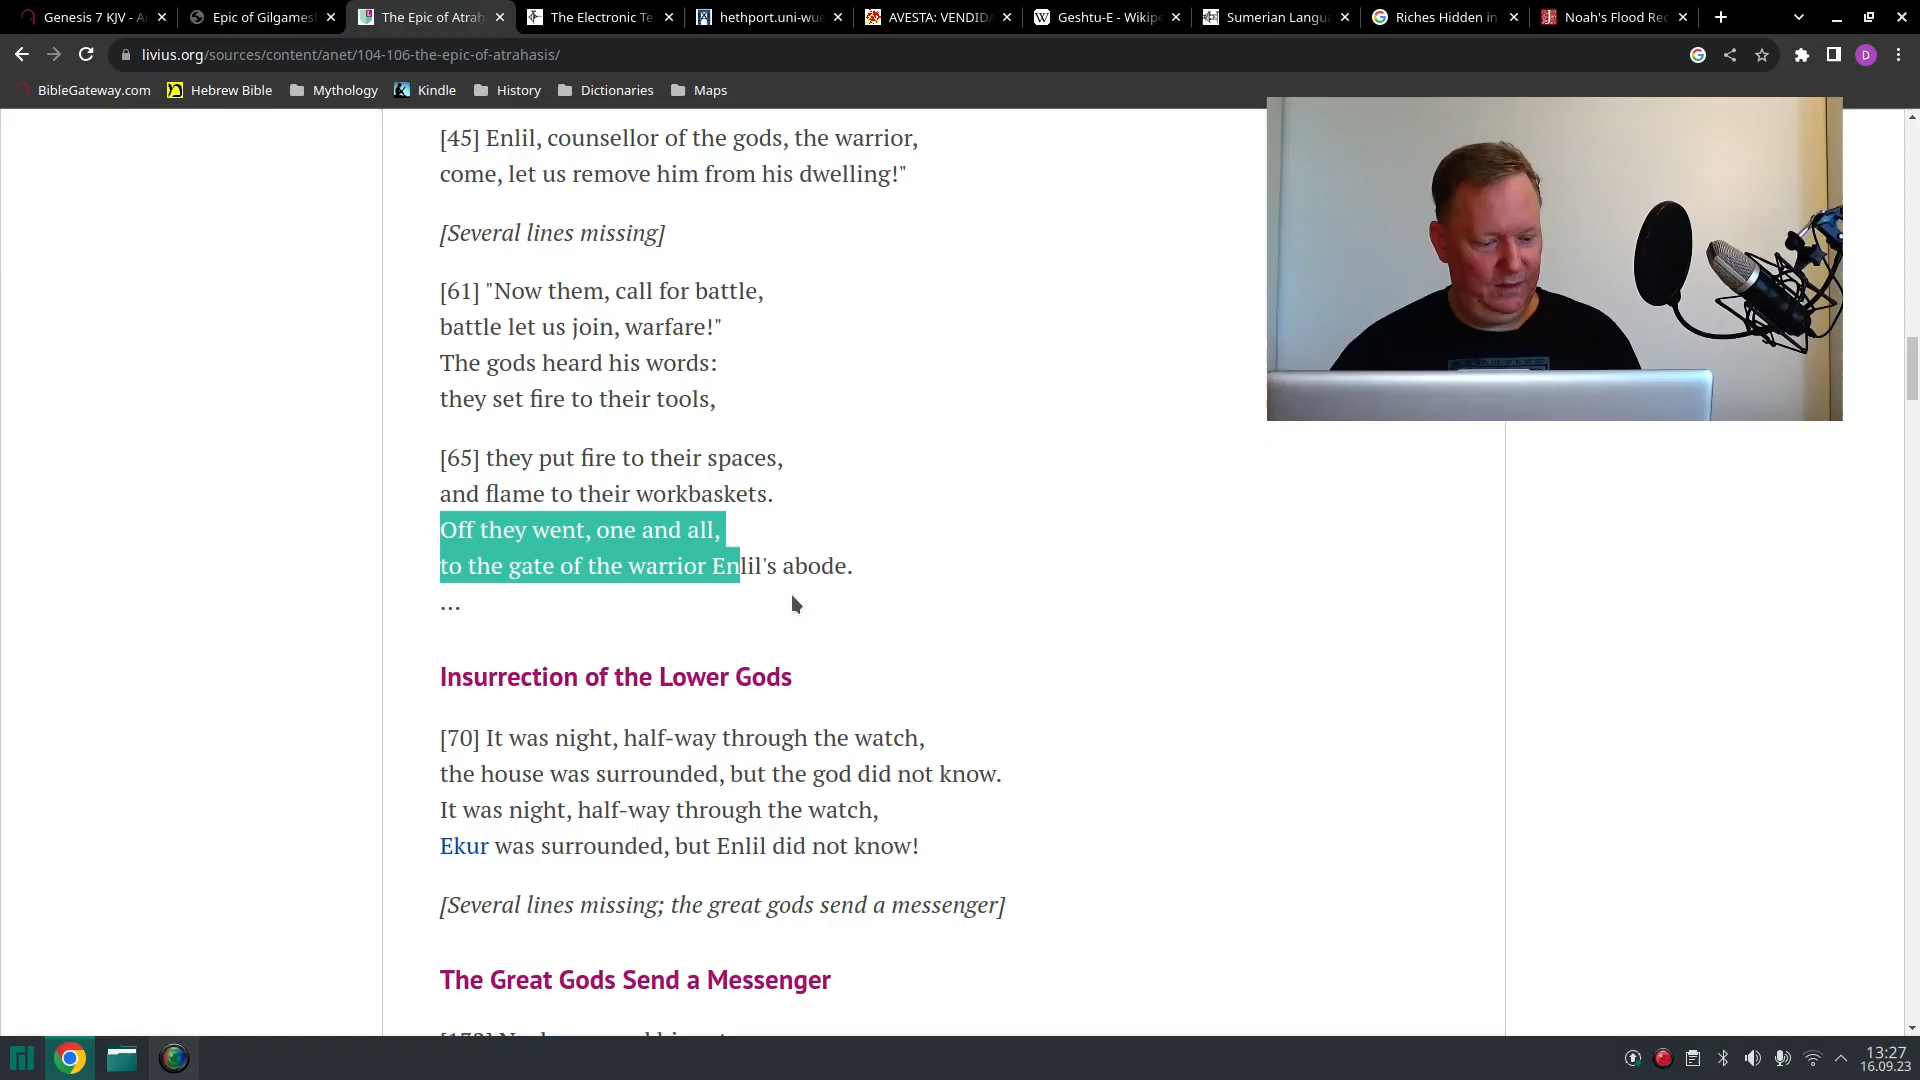 Genesis 7 KJV - A
Epic of Gilgames
The Epic of Atrah
The Electronic Te
hethport.uni-wue
AVESTA: VENDIDA
Geshtu-E - Wikipe
Sumerian Langu
Riches Hidden in
Noah's Flood Rec
livius.org/sources/content/anet/104-106-the-epic-of-atrahasis/
D
BibleGateway.com
Hebrew Bible
Mythology
Kindle
History
Dictionaries
Maps
[45] Enlil, counsellor of the gods, the warrior,
come, let us remove him from his dwelling!"
[Several lines missing]
[61] "Now them, call for battle,
battle let us join, warfare!"
The gods heard his words:
they set fire to their tools,
[65] they put fire to their spaces,
and flame to their workbaskets.
Off they went, one and all,
to the gate of the warrior Enlil's abode.
...
Insurrection of the Lower Gods
[70] It was night, half-way through the watch,
the house was surrounded, but the god did not know.
It was night, half-way through the watch,
Ekur was surrounded, but Enlil did not know!
[Several lines missing; the great gods send a messenger]
The Great Gods Send a Messenger
13:27
16.09.23